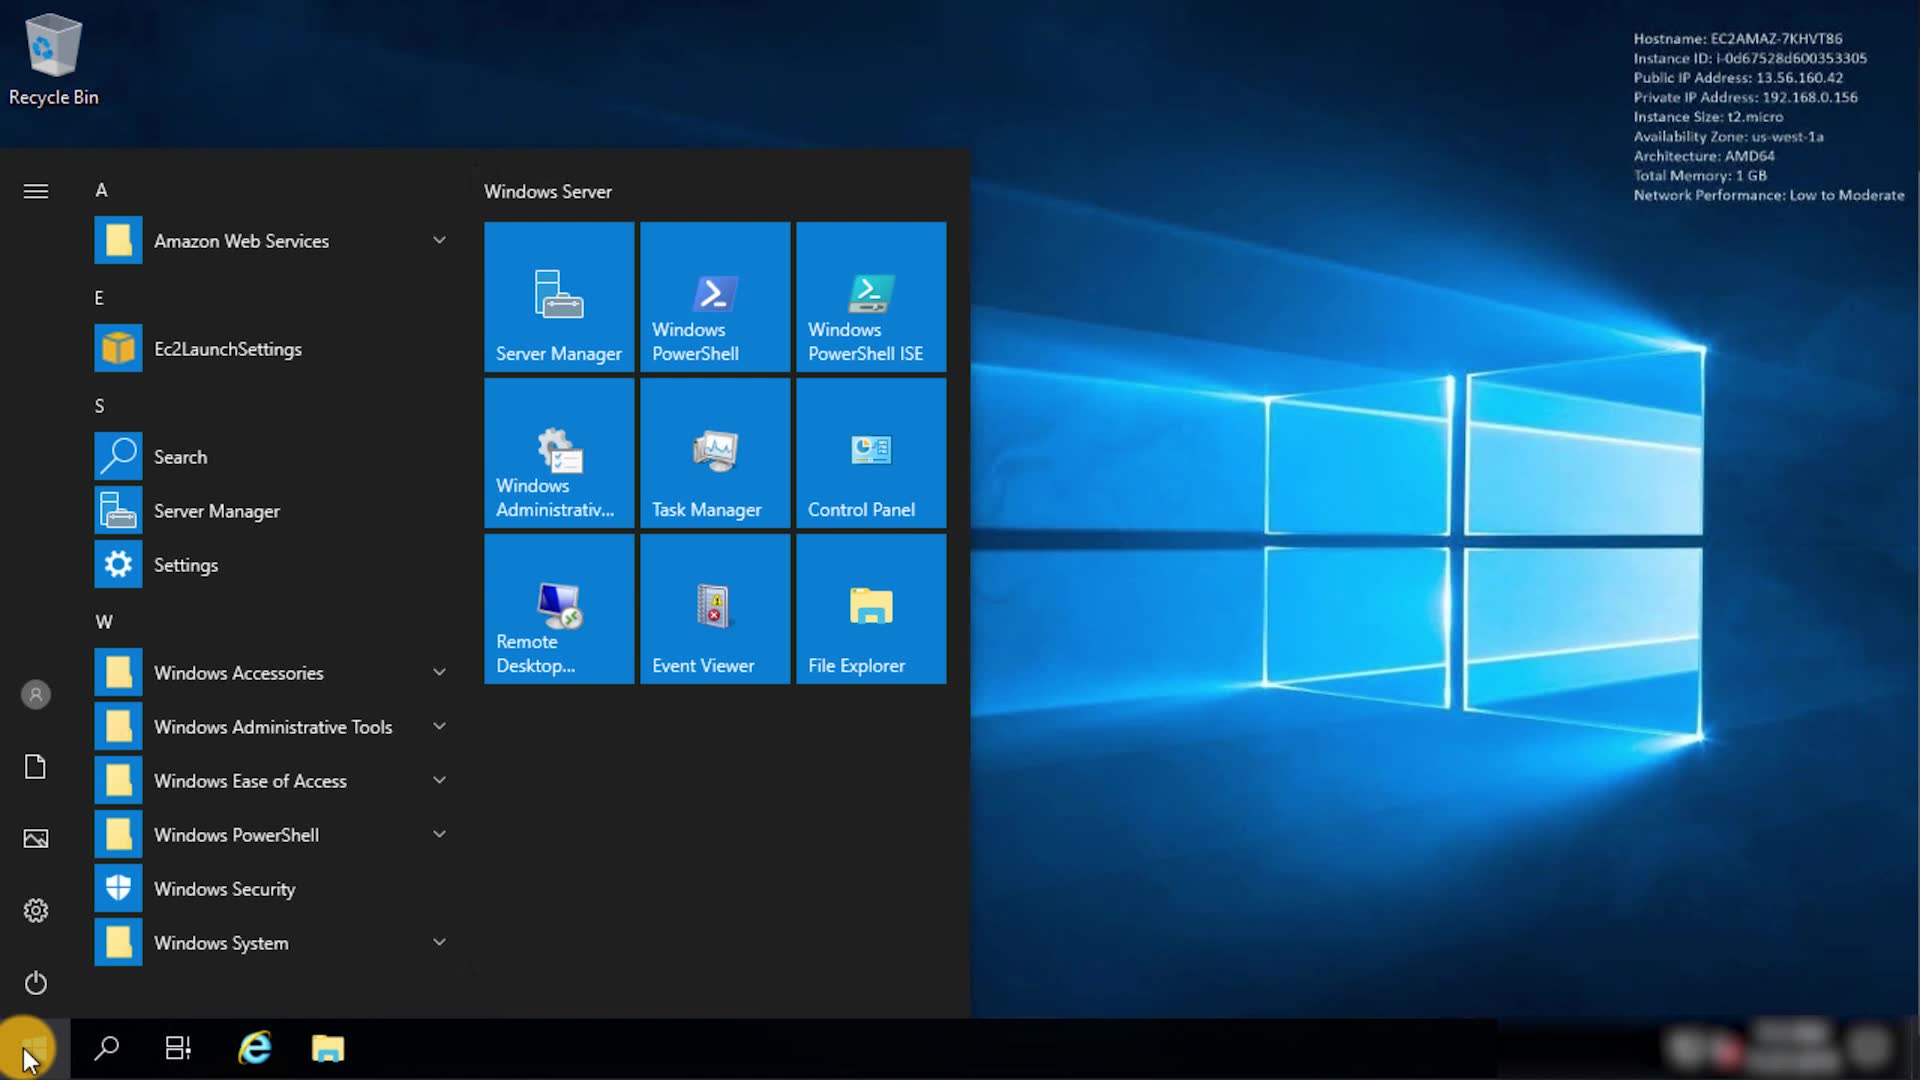 Recycle Bin
Hostname: EC2AMAZ-7KHVT86
Instance ID: i-0d67528d600353305
Public IP Address: 13.56.160.42
Private IP Address: 192.168.0.156
Instance Size: t2.micro
Availability Zone: us-west-1a
Architecture: AMD64
Total Memory: 1 GB
Network Performance: Low to Moderate
A
Amazon Web Services
E
Ec2LaunchSettings
S
Search
Server Manager
Settings
W
Windows Accessories
Windows Administrative Tools
Windows Ease of Access
Windows PowerShell
Windows Security
Windows System
Windows Server
Server Manager
Windows
PowerShell
Windows
PowerShell ISE
Windows
Administrativ...
Task Manager
Control Panel
Remote
Desktop...
Event Viewer
File Explorer